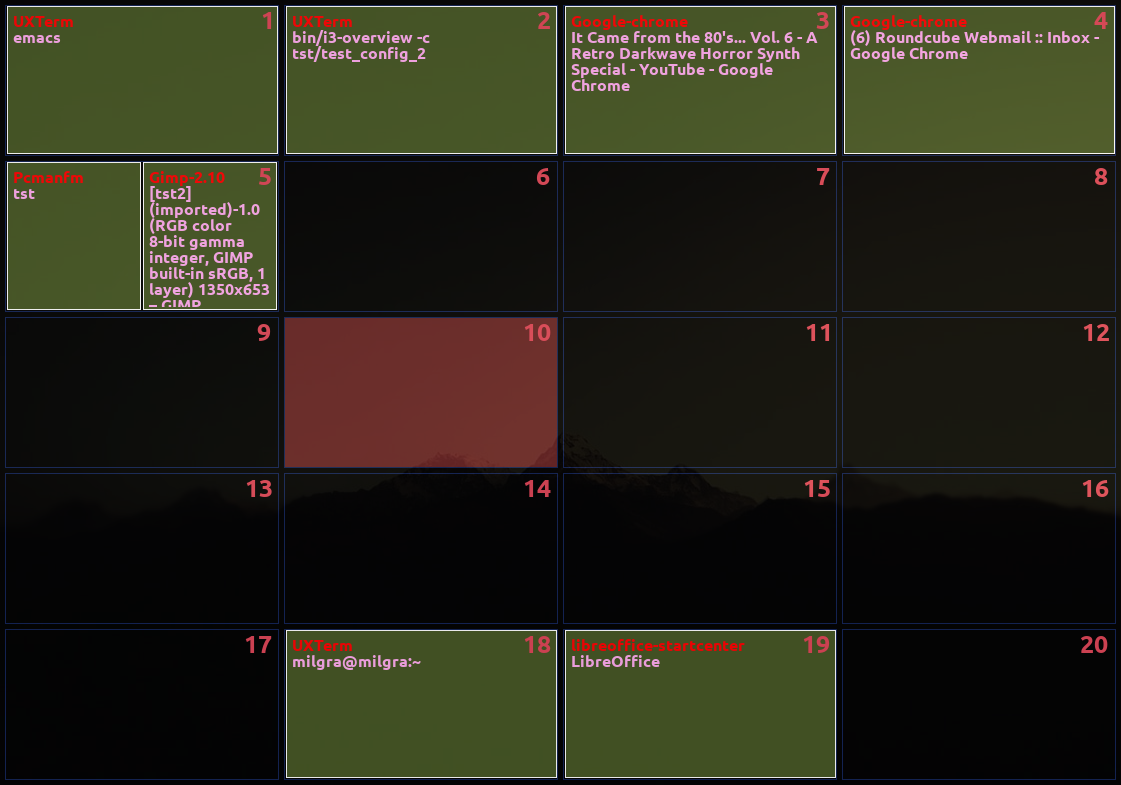 UXTerm 1
emacs
UXTerm 2
bin/i3-overview -c
tst/test_config_2
Google-chrome 3
It Came from the 80's... Vol. 6 - A
Retro Darkwave Horror Synth
Special - YouTube - Google
Chrome
Google-chrome 4
(6) Roundcube Webmail :: Inbox -
Google Chrome
Pcmanfm
tst
Gimp-2.10 5
[tst2]
(imported)-1.0
(RGB color
8-bit gamma
integer, GIMP
built-in sRGB, 1
layer) 1350x653
– GIMP
6
7
8
9
10
11
12
13
14
15
16
17
UXTerm 18
milgra@milgra:~
libreoffice-startcenter 19
LibreOffice
20